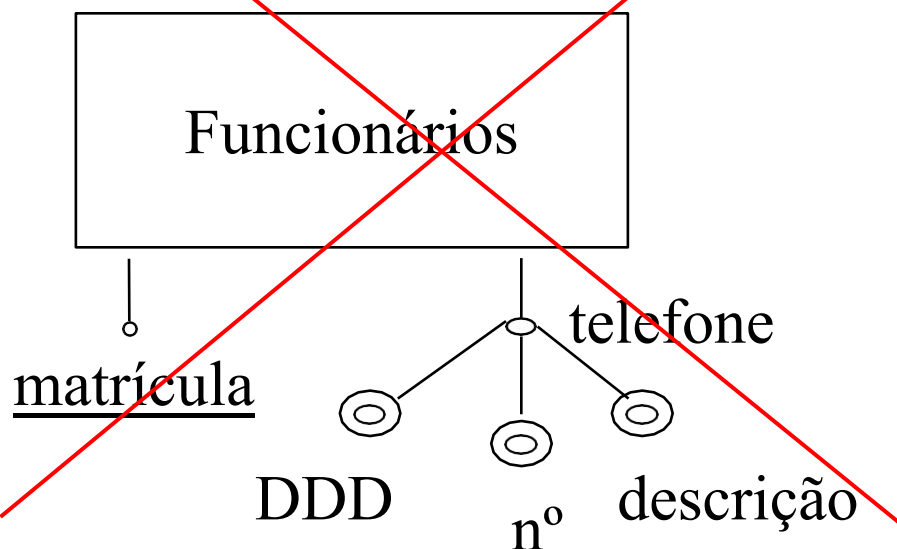 Funcionários
telefone
matrícula
DDD
nº
descrição